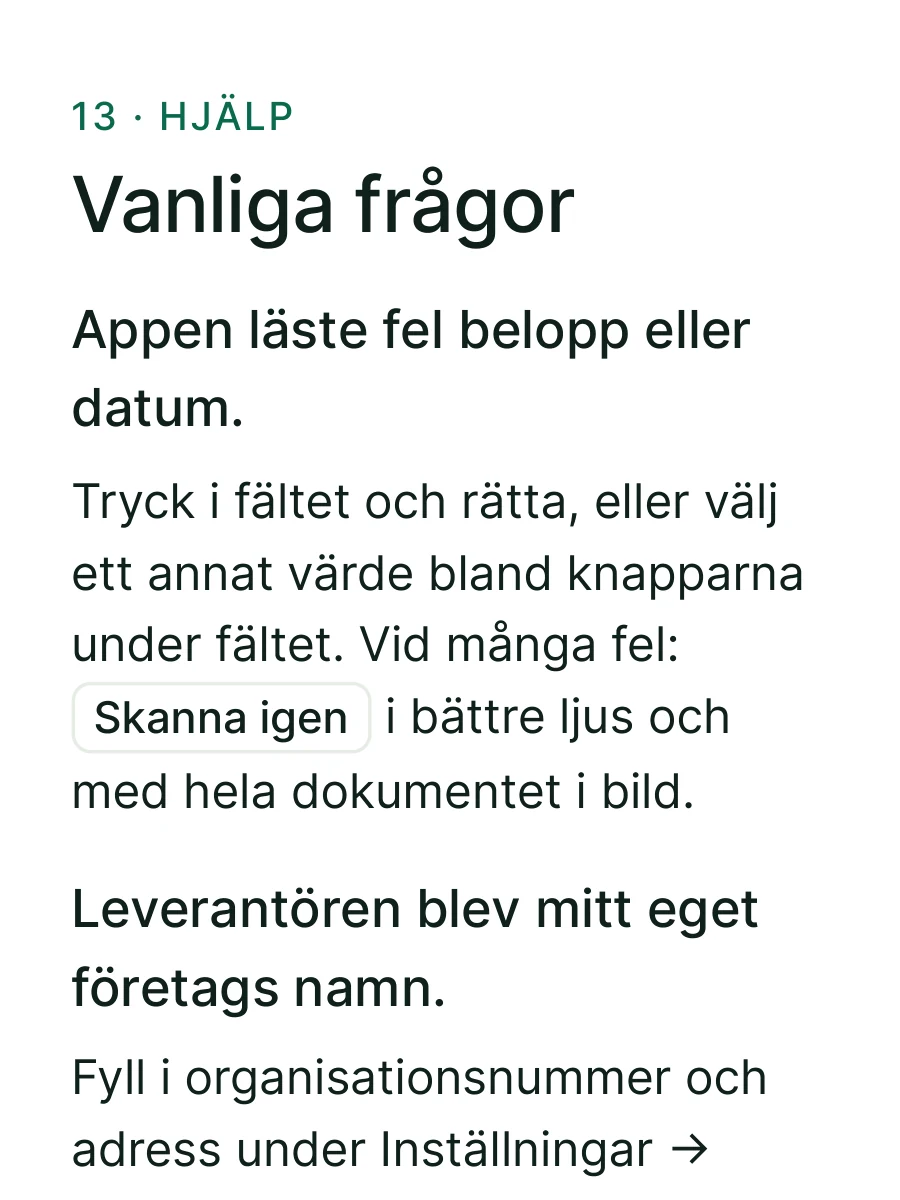 13 · HJÄLP
Vanliga frågor
Appen läste fel belopp eller
datum.
Tryck i fältet och rätta, eller välj
ett annat värde bland knapparna
under fältet. Vid många fel:
Skanna igen i bättre ljus och
med hela dokumentet i bild.
Leverantören blev mitt eget
företags namn.
Fyll i organisationsnummer och
adress under Inställningar →